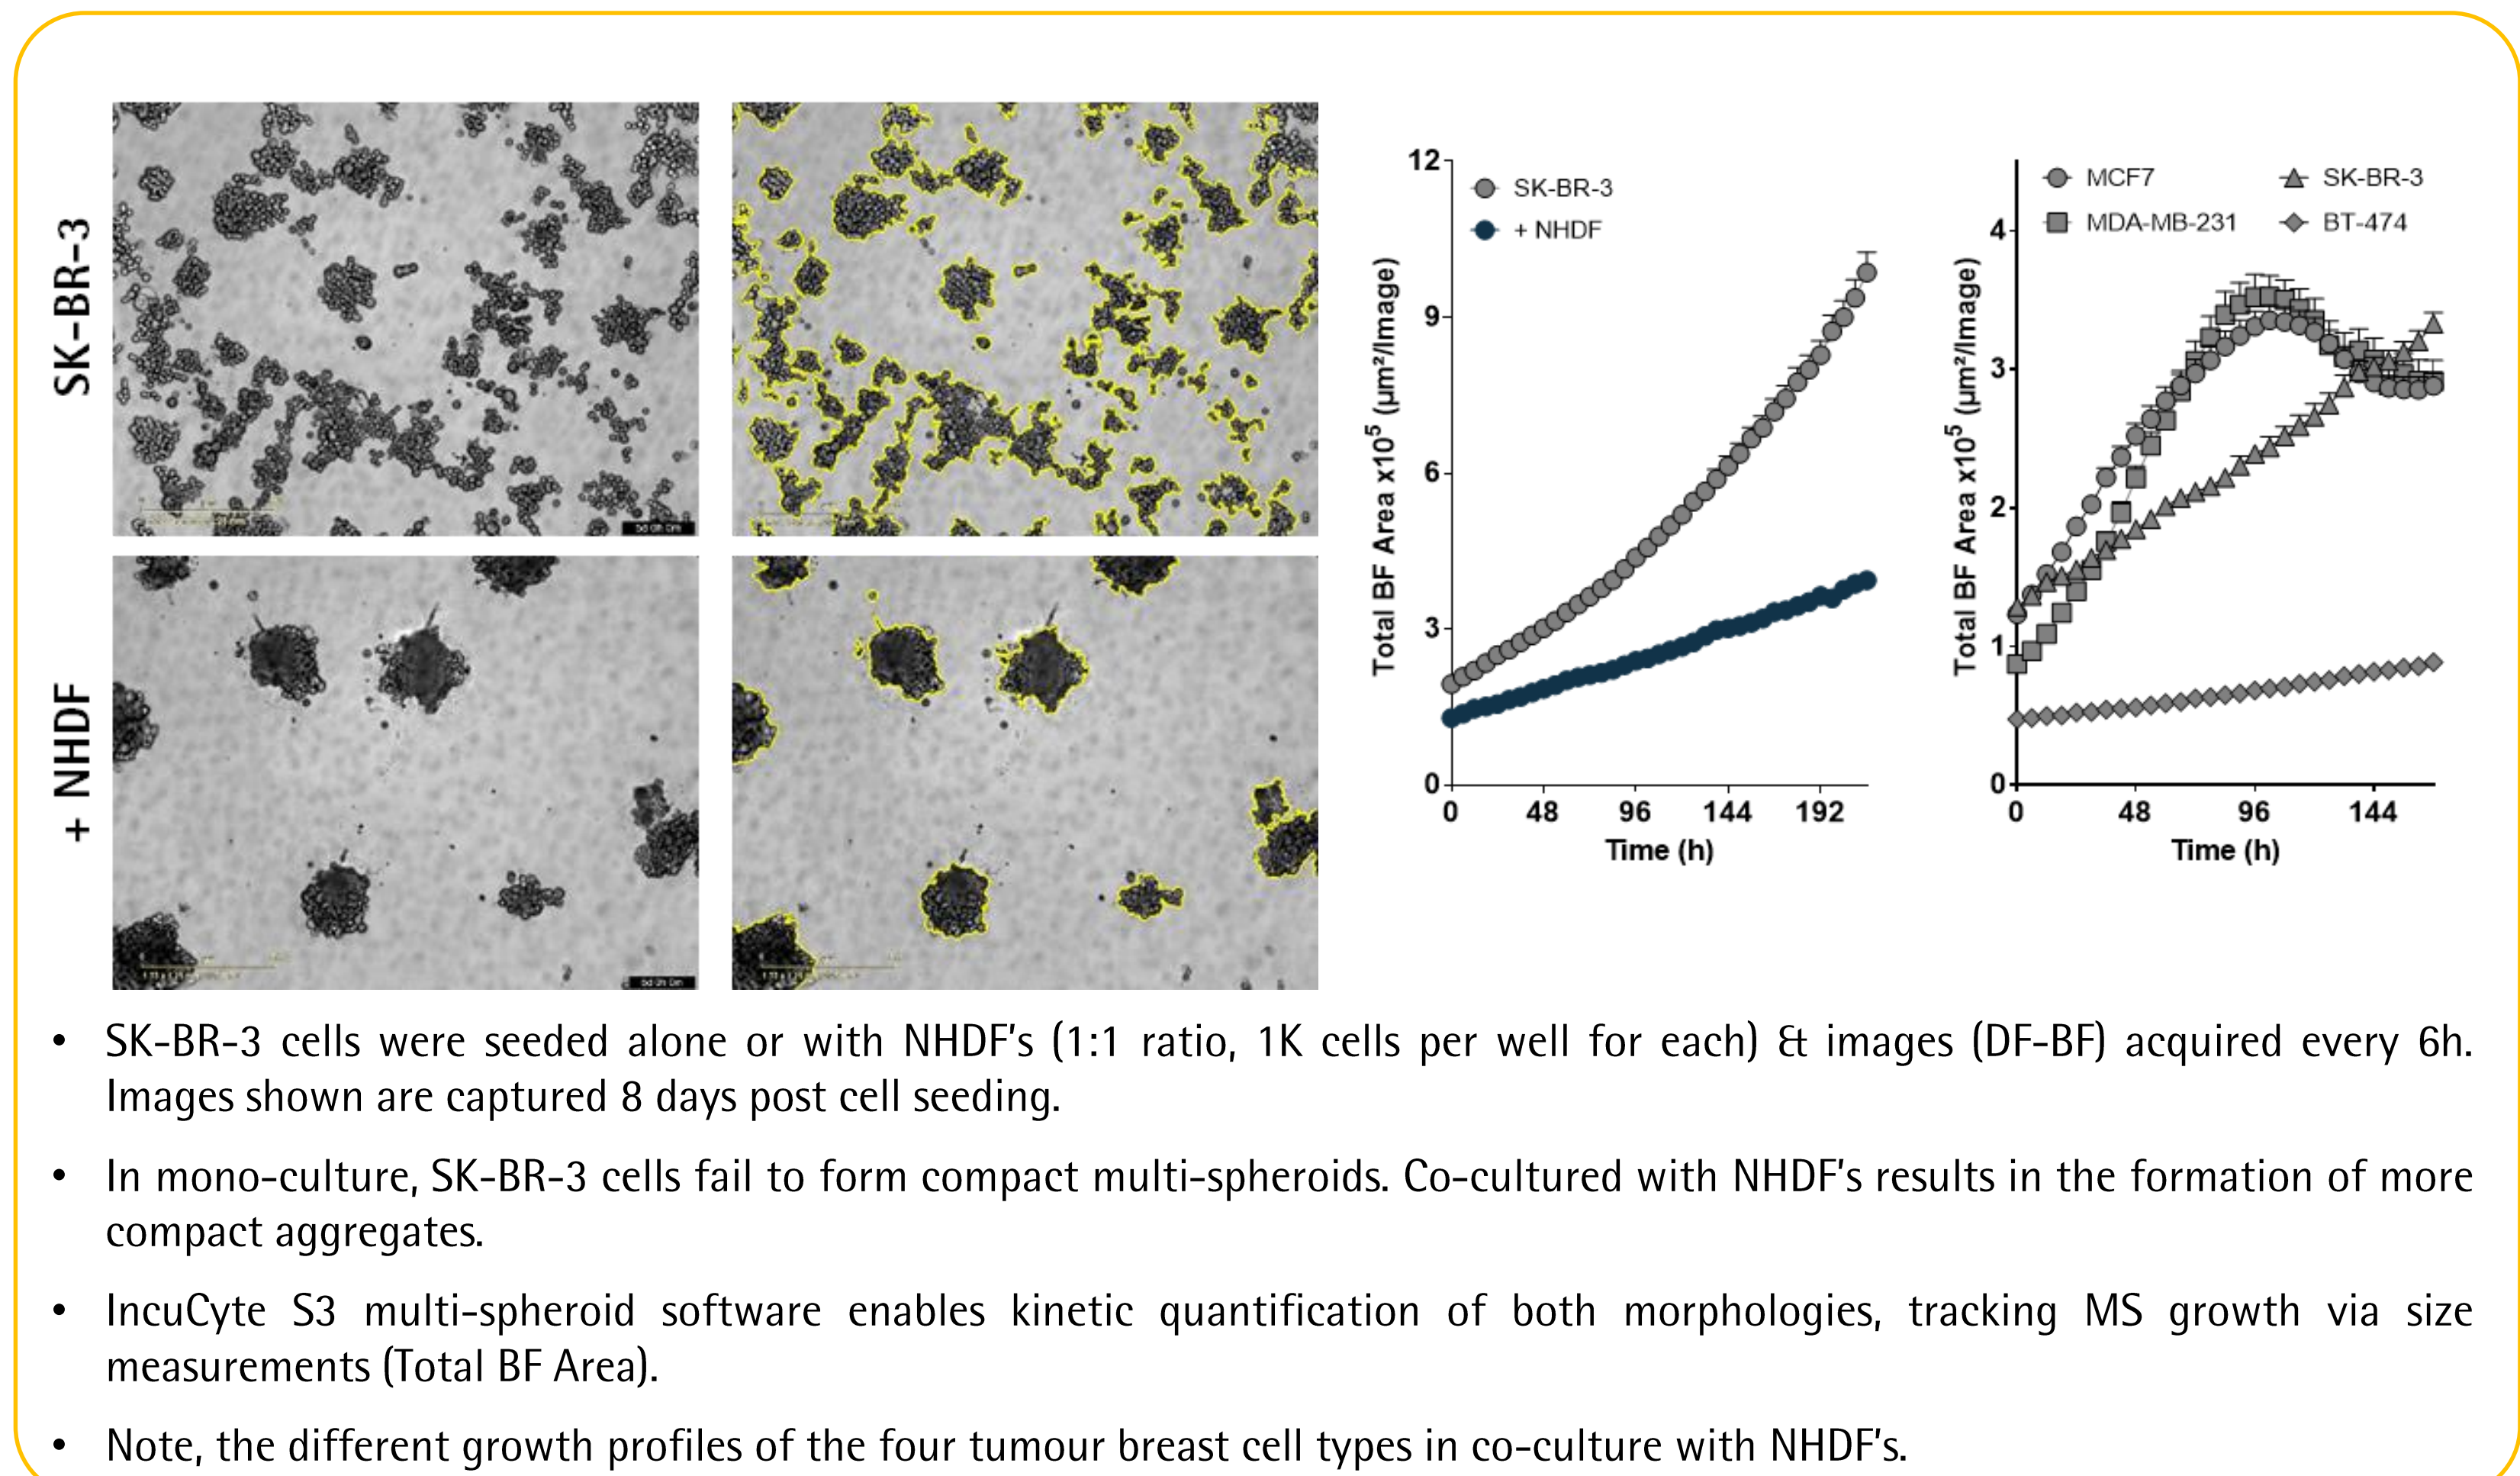 SK-BR-3
+ NHDF
5d 0h 0m
5d 0h 0m
12
9
6
3
0
Total BF Area x10⁵ (µm²/Image)
SK-BR-3
+ NHDF
0 48 96 144 192
Time (h)
4
3
2
1
0
Total BF Area x10⁵ (µm²/Image)
MCF7 SK-BR-3
MDA-MB-231 BT-474
0 48 96 144
Time (h)
• SK-BR-3 cells were seeded alone or with NHDF's (1:1 ratio, 1K cells per well for each) & images (DF-BF) acquired every 6h.
Images shown are captured 8 days post cell seeding.
• In mono-culture, SK-BR-3 cells fail to form compact multi-spheroids. Co-cultured with NHDF's results in the formation of more
compact aggregates.
• IncuCyte S3 multi-spheroid software enables kinetic quantification of both morphologies, tracking MS growth via size
measurements (Total BF Area).
• Note, the different growth profiles of the four tumour breast cell types in co-culture with NHDF's.